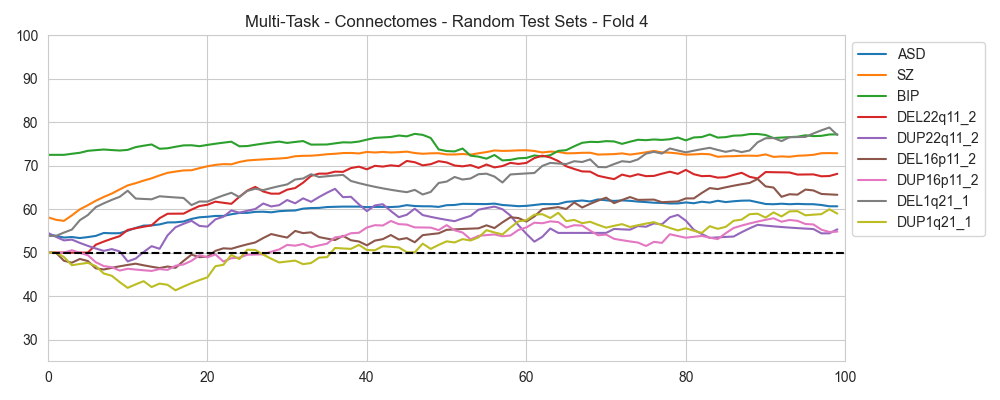 Multi-Task - Connectomes - Random Test Sets - Fold 4
100
90
80
70
60
50
40
30
0 20 40 60 80 100
ASD
SZ
BIP
DEL22q11_2
DUP22q11_2
DEL16p11_2
DUP16p11_2
DEL1q21_1
DUP1q21_1